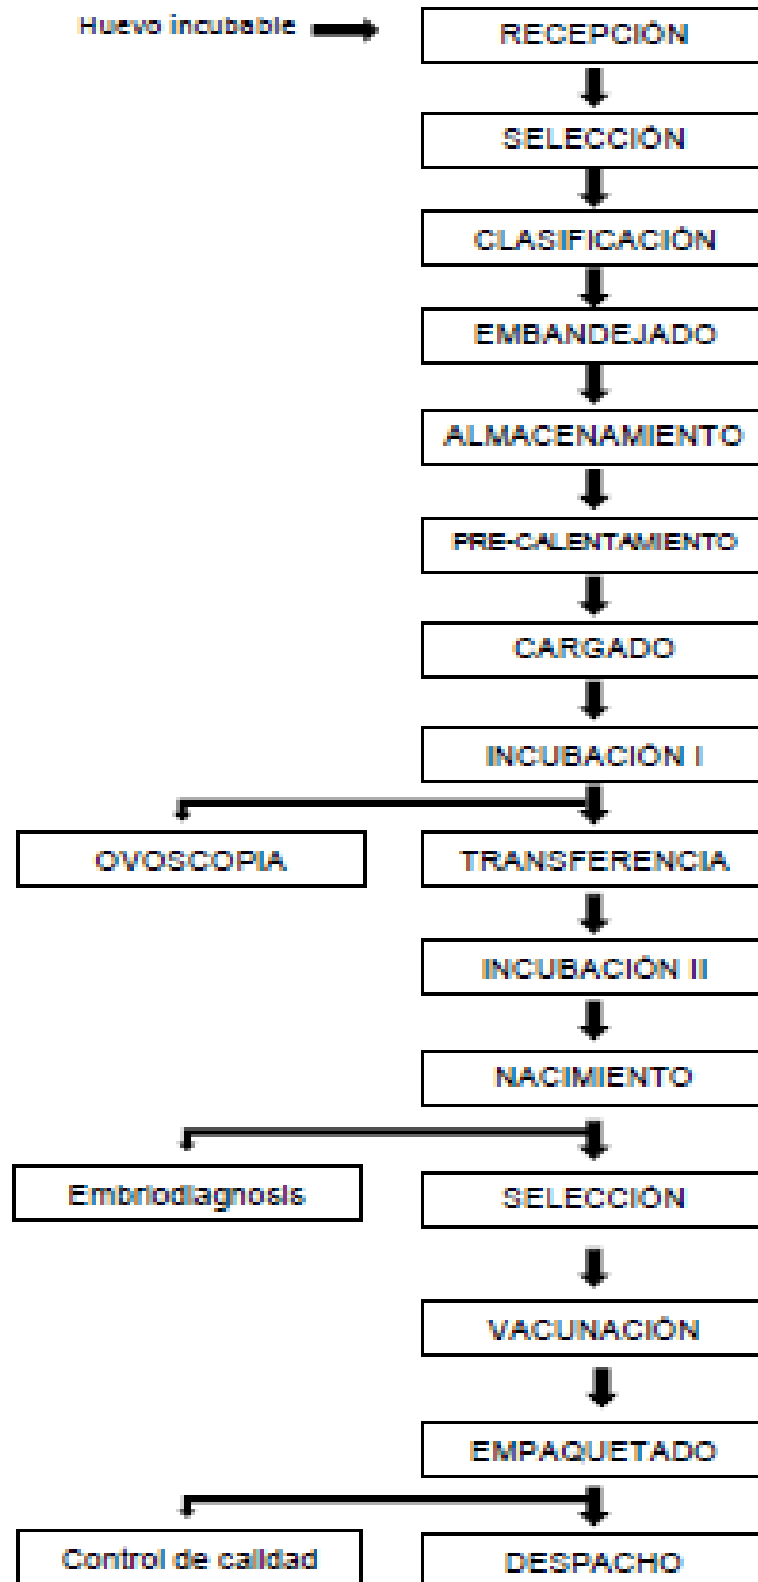 Huevo incubable
RECEPCIÓN
SELECCIÓN
CLASIFICACIÓN
EMBANDEJADO
ALMACENAMIENTO
PRE-CALENTAMIENTO
CARGADO
INCUBACIÓN I
OVOSCOPIA
TRANSFERENCIA
INCUBACIÓN II
NACIMIENTO
Embriodiagnosis
SELECCIÓN
VACUNACIÓN
EMPAQUETADO
Control de calidad
DESPACHO